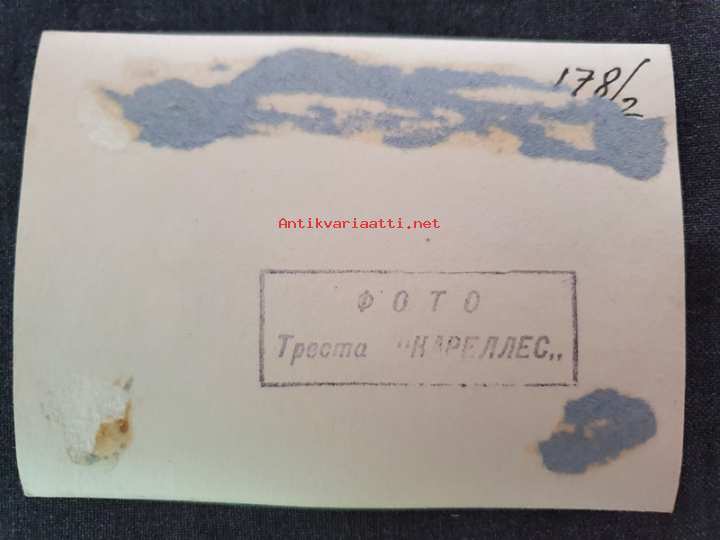 178/2
Antikvariaatti.net
ФОТО
Треста "КАРЕЛЛЕС„